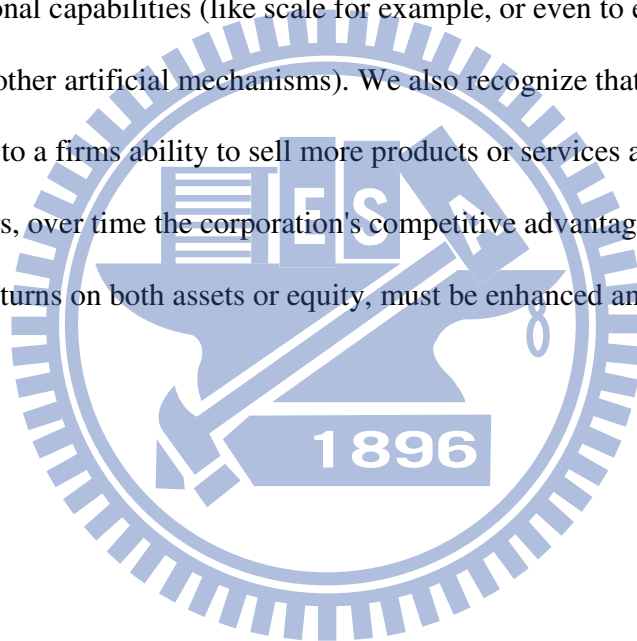 onal capabilities (like scale for example, or even to e
other artificial mechanisms). We also recognize that
to a firms ability to sell more products or services a
s, over time the corporation's competitive advantag
turns on both assets or equity, must be enhanced an
E S A
1896